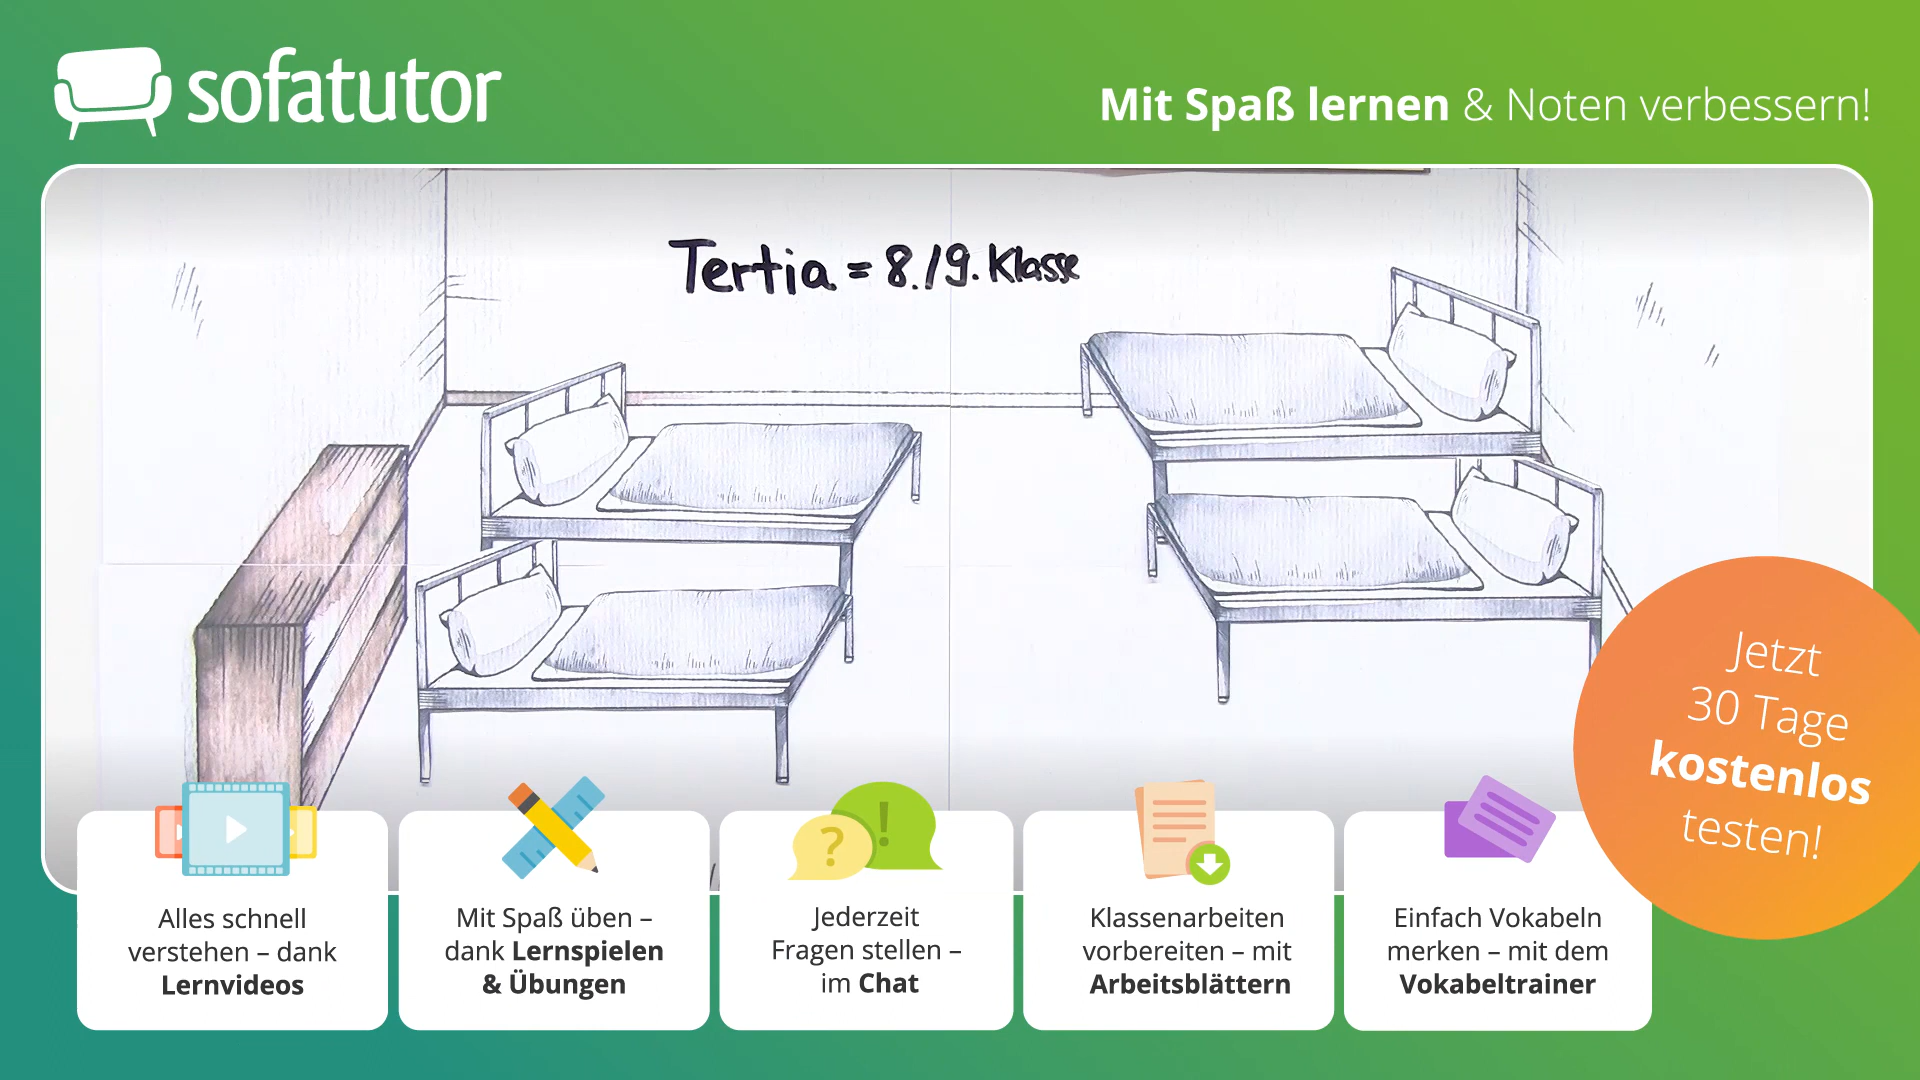 sofatutor
Mit Spaß lernen & Noten verbessern!
Tertia = 8./9. Klasse
Jetzt
30 Tage
kostenlos
testen!
? !
Alles schnell
verstehen – dank
Lernvideos
Mit Spaß üben –
dank Lernspielen
& Übungen
Jederzeit
Fragen stellen –
im Chat
Klassenarbeiten
vorbereiten – mit
Arbeitsblättern
Einfach Vokabeln
merken – mit dem
Vokabeltrainer